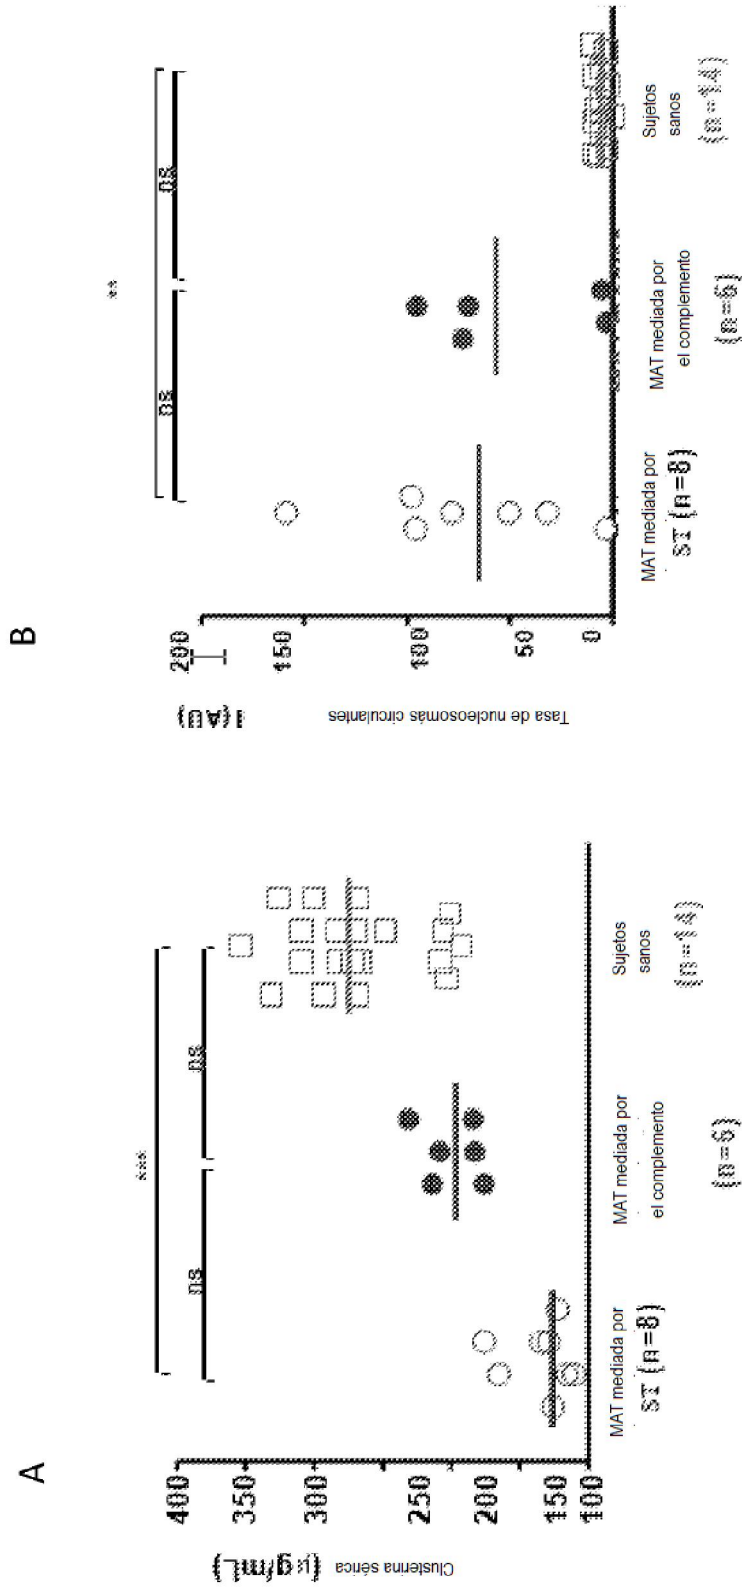 A
Clusterina sérica (µg/mL)
400
350
300
250
200
150
100
***
ns
ns
MAT mediada por
ST (n=8)
MAT mediada por
el complemento
(n=6)
Sujetos
sanos
(n=14)
B
Tasa de nucleosomás circulantes
(AU)
200
150
100
50
0
**
ns
ns
MAT mediada por
ST (n=8)
MAT mediada por
el complemento
(n=6)
Sujetos
sanos
(n=14)